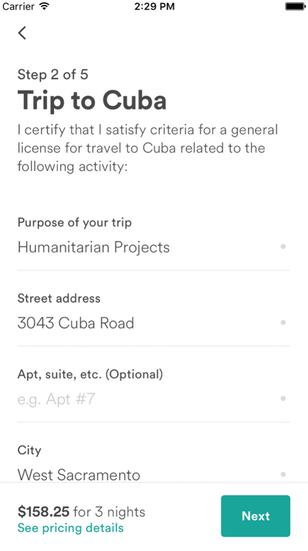 Carrier 2:29 PM
Step 2 of 5
Trip to Cuba
I certify that I satisfy criteria for a general
license for travel to Cuba related to the
following activity:
Purpose of your trip
Humanitarian Projects
Street address
3043 Cuba Road
Apt, suite, etc. (Optional)
e.g. Apt #7
City
West Sacramento
$158.25 for 3 nights
See pricing details
Next